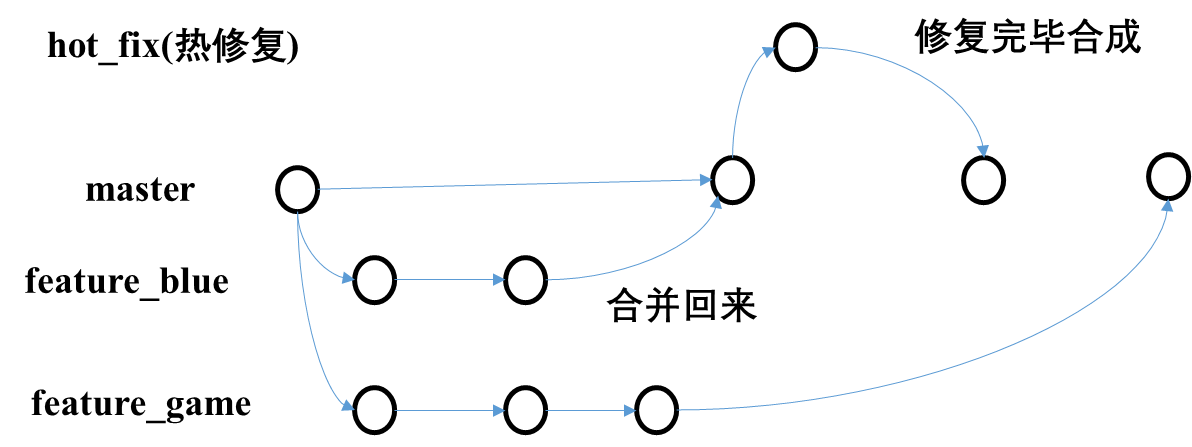 hot_fix(热修复)
修复完毕合成
master
feature_blue
合并回来
feature_game